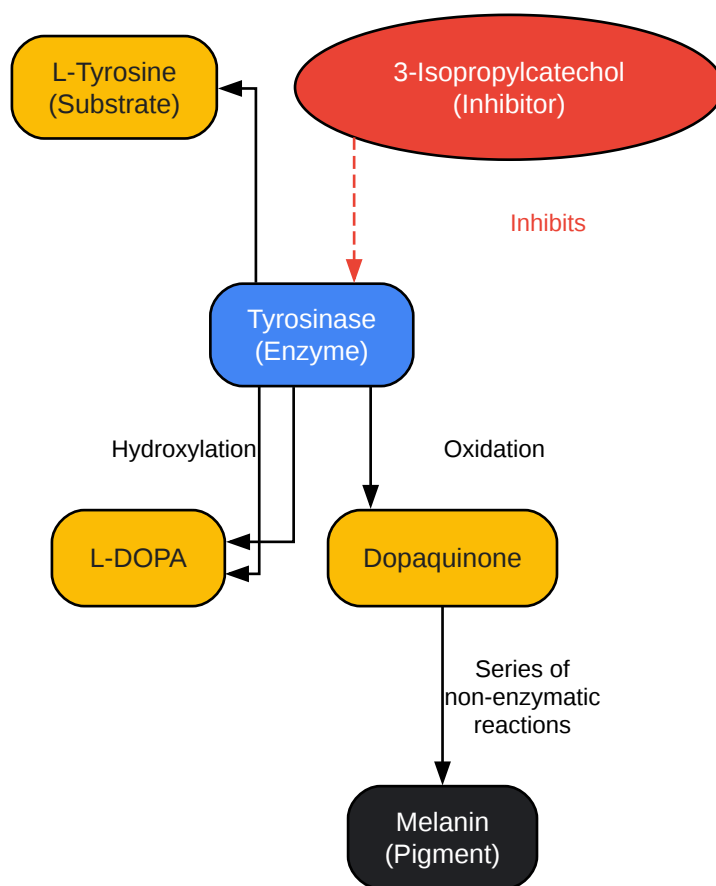 L-Tyrosine
(Substrate)
3-Isopropylcatechol
(Inhibitor)
Inhibits
Tyrosinase
(Enzyme)
Hydroxylation
Oxidation
L-DOPA
Dopaquinone
Series of
non-enzymatic
reactions
Melanin
(Pigment)